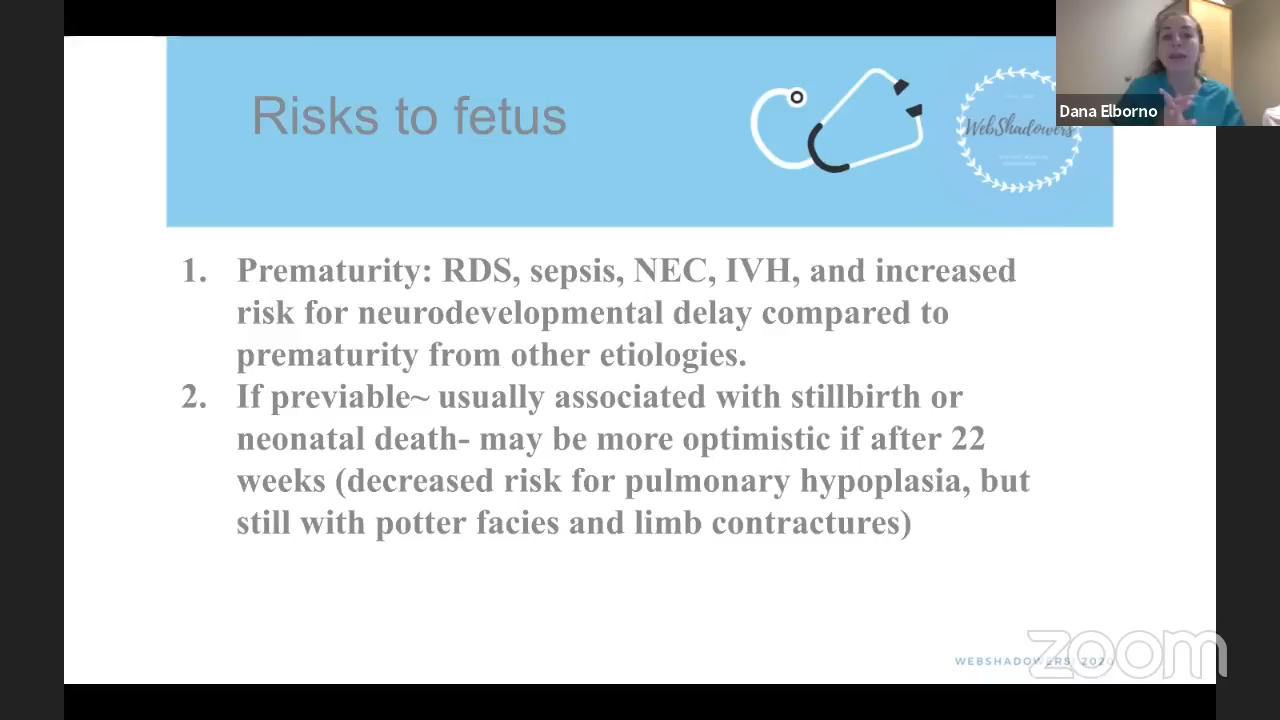 Risks to fetus
WebShadowers
Dana Elborno
1. Prematurity: RDS, sepsis, NEC, IVH, and increased
risk for neurodevelopmental delay compared to
prematurity from other etiologies.
2. If previable~ usually associated with stillbirth or
neonatal death- may be more optimistic if after 22
weeks (decreased risk for pulmonary hypoplasia, but
still with potter facies and limb contractures)
WEBSHADOWERS 2020
zoom